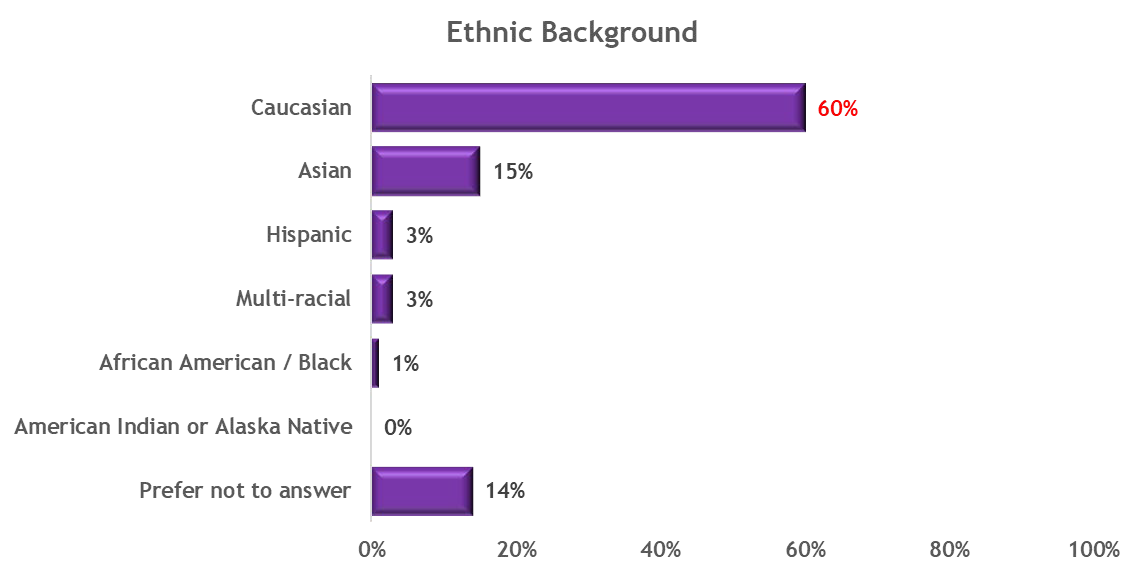 Ethnic Background
Caucasian 60%
Asian 15%
Hispanic 3%
Multi-racial 3%
African American / Black 1%
American Indian or Alaska Native 0%
Prefer not to answer 14%
0% 20% 40% 60% 80% 100%